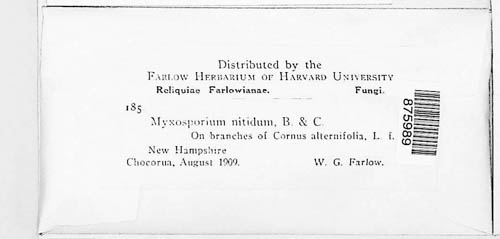 Distributed by the
FARLOW HERBARIUM OF HARVARD UNIVERSITY
Reliquiae Farlowianae. Fungi.
185
Myxosporium nitidum, B. & C.
On branches of Cornus alternifolia, L. f.
New Hampshire
Chocorua, August 1909. W. G. Farlow.
875989